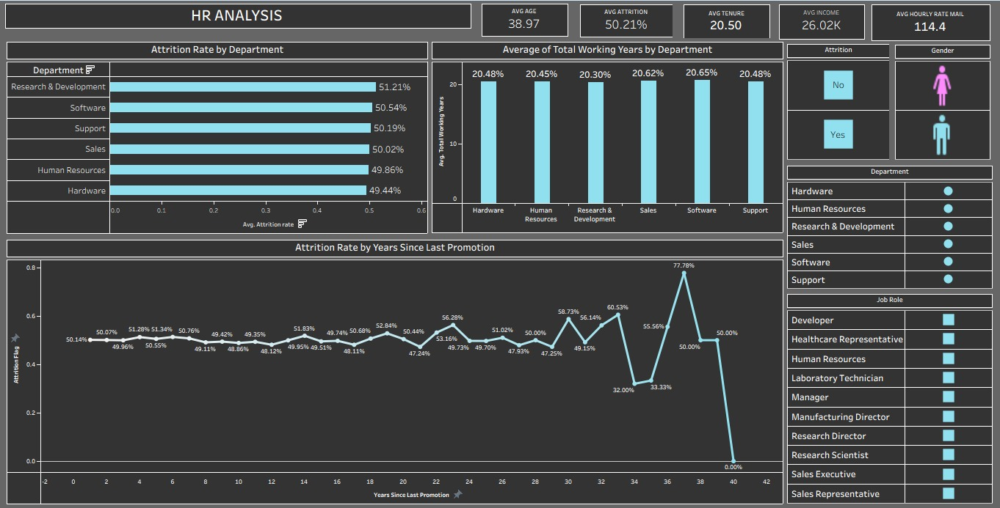 HR ANALYSIS
AVG AGE
38.97
AVG ATTRITION
50.21%
AVG TENURE
20.50
AVG INCOME
26.02K
AVG HOURLY RATE MAIL
114.4
Attrition Rate by Department
Department
Research & Development
51.21%
Software
50.54%
Support
50.19%
Sales
50.02%
Human Resources
49.86%
Hardware
49.44%
0.0
0.1
0.2
0.3
0.4
0.5
0.6
Avg. Attrition rate
Average of Total Working Years by Department
Avg. Total Working Years
20
10
0
20.48%
20.45%
20.30%
20.62%
20.65%
20.48%
Hardware
Human
Resources
Research &
Development
Sales
Software
Support
Attrition
No
Yes
Gender
Department
Hardware
Human Resources
Research & Development
Sales
Software
Support
Job Role
Developer
Healthcare Representative
Human Resources
Laboratory Technician
Manager
Manufacturing Director
Research Director
Research Scientist
Sales Executive
Sales Representative
Attrition Rate by Years Since Last Promotion
Attrition Flag
0.8
0.6
0.4
0.2
0.0
50.14%
50.07%
49.96%
51.28%
50.55%
51.34%
50.76%
49.11%
49.42%
48.86%
49.35%
48.12%
49.95%
51.83%
49.51%
49.74%
48.11%
50.68%
52.84%
50.44%
47.24%
53.16%
56.28%
49.73%
49.70%
51.02%
47.93%
50.00%
47.25%
58.73%
49.15%
56.14%
60.53%
32.00%
33.33%
55.56%
77.78%
50.00%
50.00%
0.00%
-2
0
2
4
6
8
10
12
14
16
18
20
22
24
26
28
30
32
34
36
38
40
42
Years Since Last Promotion